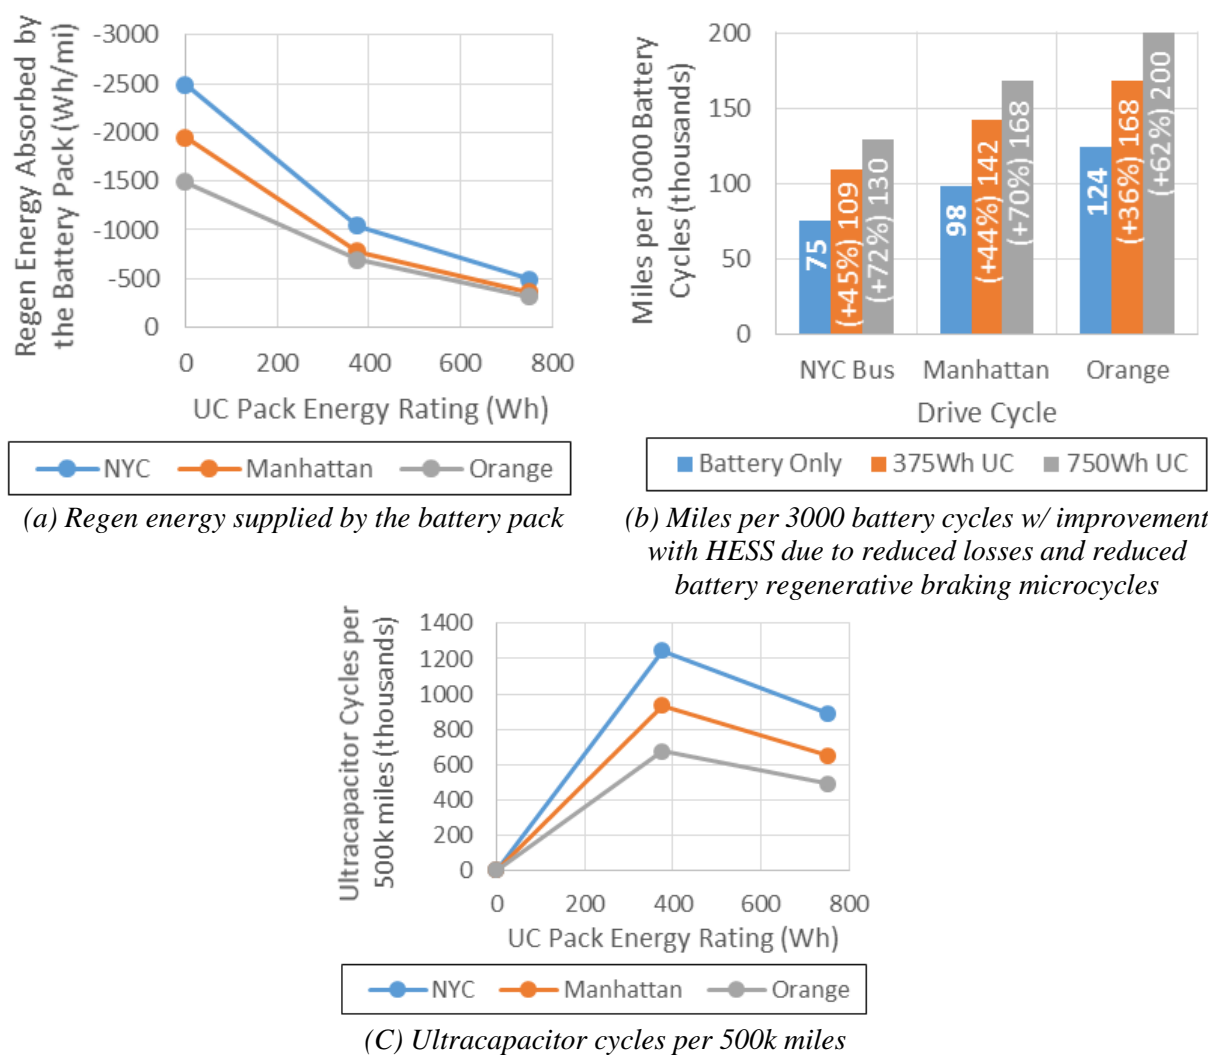 Regen Energy Absorbed by
the Battery Pack (Wh/mi)
-3000
-2500
-2000
-1500
-1000
-500
0
0 200 400 600 800
UC Pack Energy Rating (Wh)
NYC Manhattan Orange
(a) Regen energy supplied by the battery pack
Miles per 3000 Battery
Cycles (thousands)
200
150
100
50
0
75
(+45%) 109
(+72%) 130
98
(+44%) 142
(+70%) 168
124
(+36%) 168
(+62%) 200
NYC Bus Manhattan Orange
Drive Cycle
Battery Only 375Wh UC 750Wh UC
(b) Miles per 3000 battery cycles w/ improvement
with HESS due to reduced losses and reduced
battery regenerative braking microcycles
Ultracapacitor Cycles per
500k miles (thousands)
1400
1200
1000
800
600
400
200
0
0 200 400 600 800
UC Pack Energy Rating (Wh)
NYC Manhattan Orange
(C) Ultracapacitor cycles per 500k miles